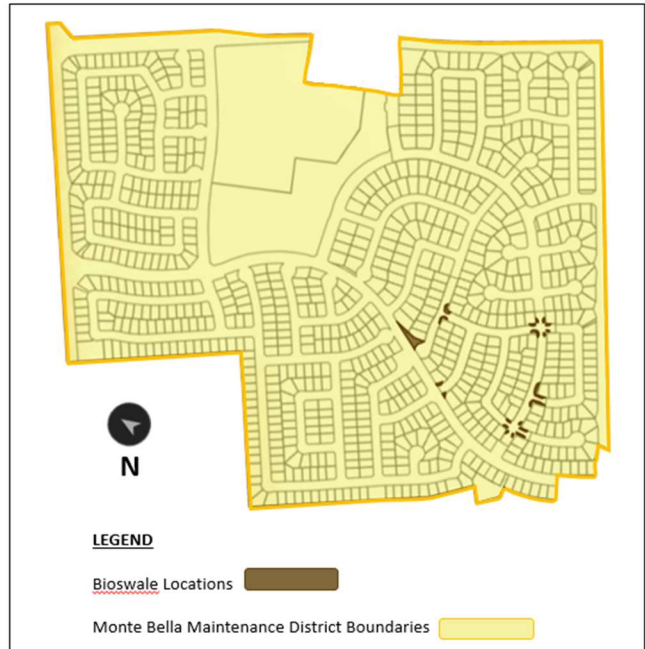 N
LEGEND
Bioswale Locations
Monte Bella Maintenance District Boundaries